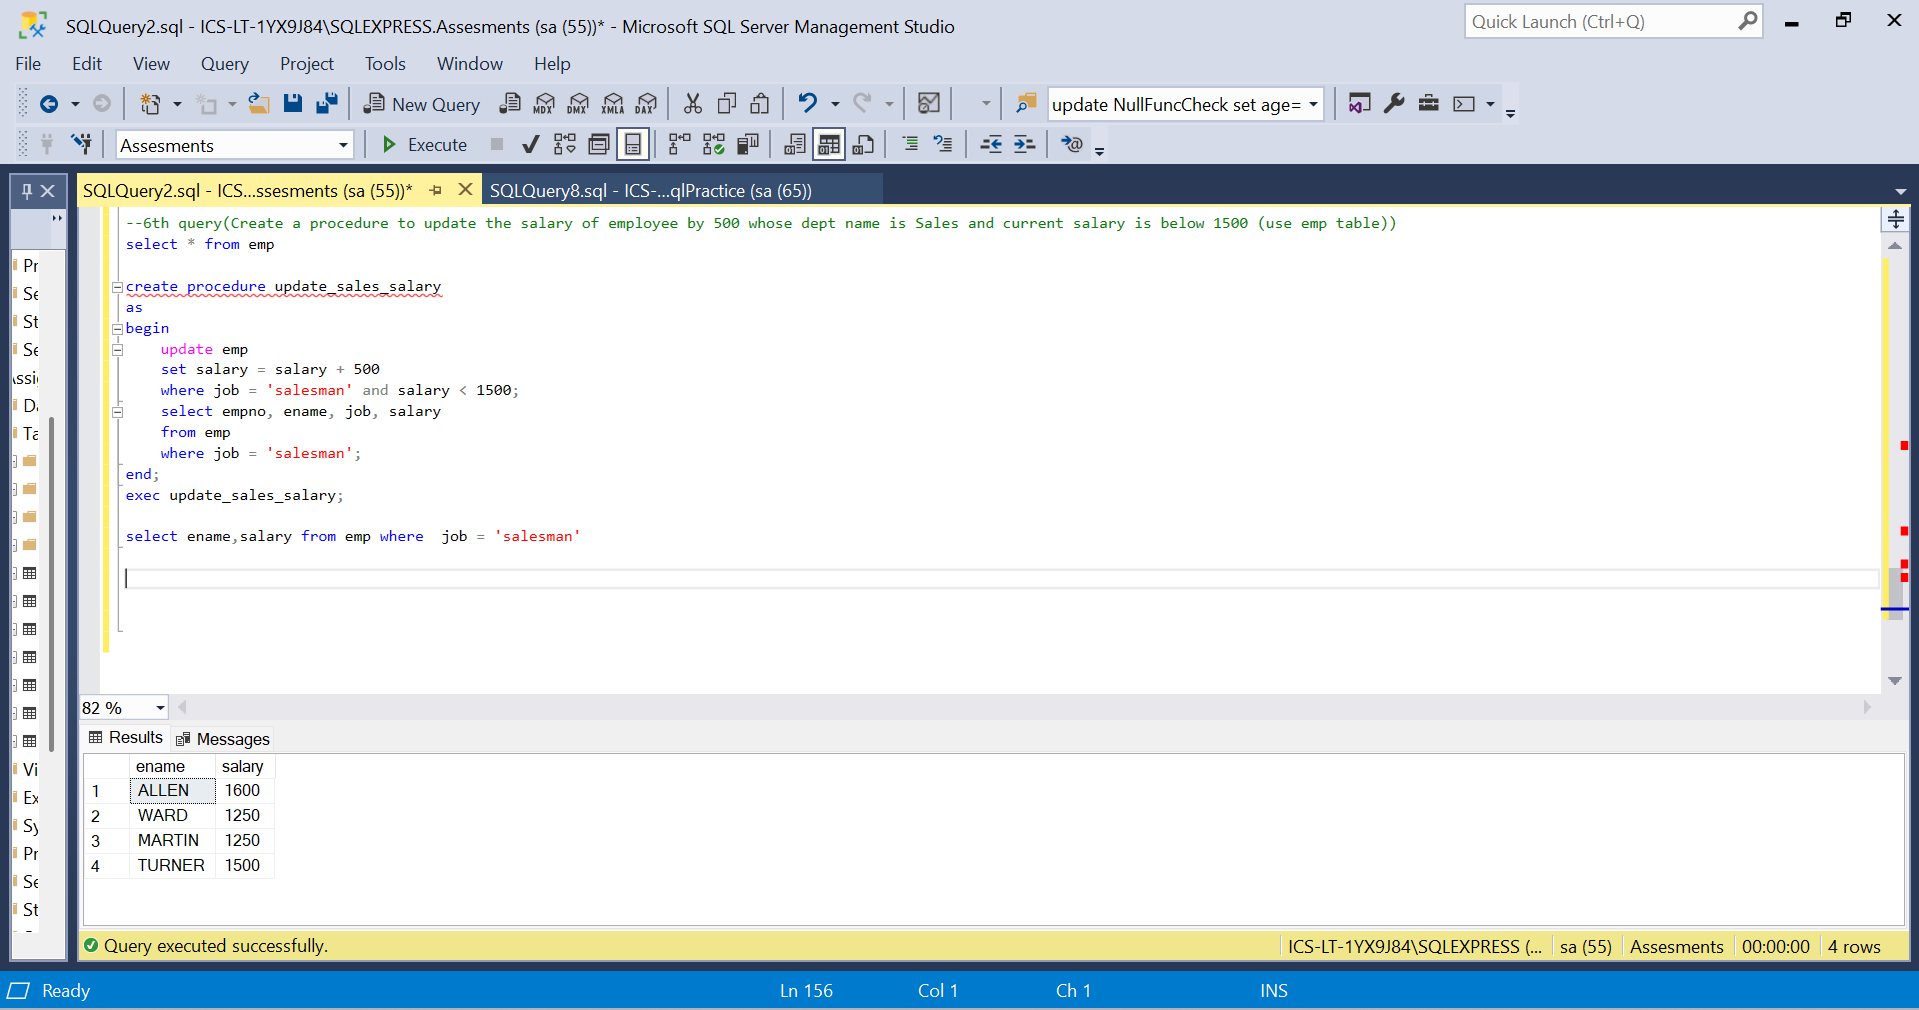 SQLQuery2.sql - ICS-LT-1YX9J84\SQLEXPRESS.Assesments (sa (55))* - Microsoft SQL Server Management Studio
Quick Launch (Ctrl+Q)
File Edit View Query Project Tools Window Help
New Query MDX DMX XMLA DAX update NullFuncCheck set age=
Assesments Execute
SQLQuery2.sql - ICS...ssesments (sa (55))* SQLQuery8.sql - ICS-...qlPractice (sa (65))
--6th query(Create a procedure to update the salary of employee by 500 whose dept name is Sales and current salary is below 1500 (use emp table))
select * from emp
create procedure update_sales_salary
as
begin
update emp
set salary = salary + 500
where job = 'salesman' and salary < 1500;
select empno, ename, job, salary
from emp
where job = 'salesman';
end;
exec update_sales_salary;
select ename,salary from emp where  job = 'salesman'
Pr
Se
St
Se
Assi
Da
Ta
Vi
Ex
Sy
Pr
Se
St
82 %
Results Messages
ename salary
1 ALLEN 1600
2 WARD 1250
3 MARTIN 1250
4 TURNER 1500
Query executed successfully. ICS-LT-1YX9J84\SQLEXPRESS (... sa (55) Assesments 00:00:00 4 rows
Ready Ln 156 Col 1 Ch 1 INS